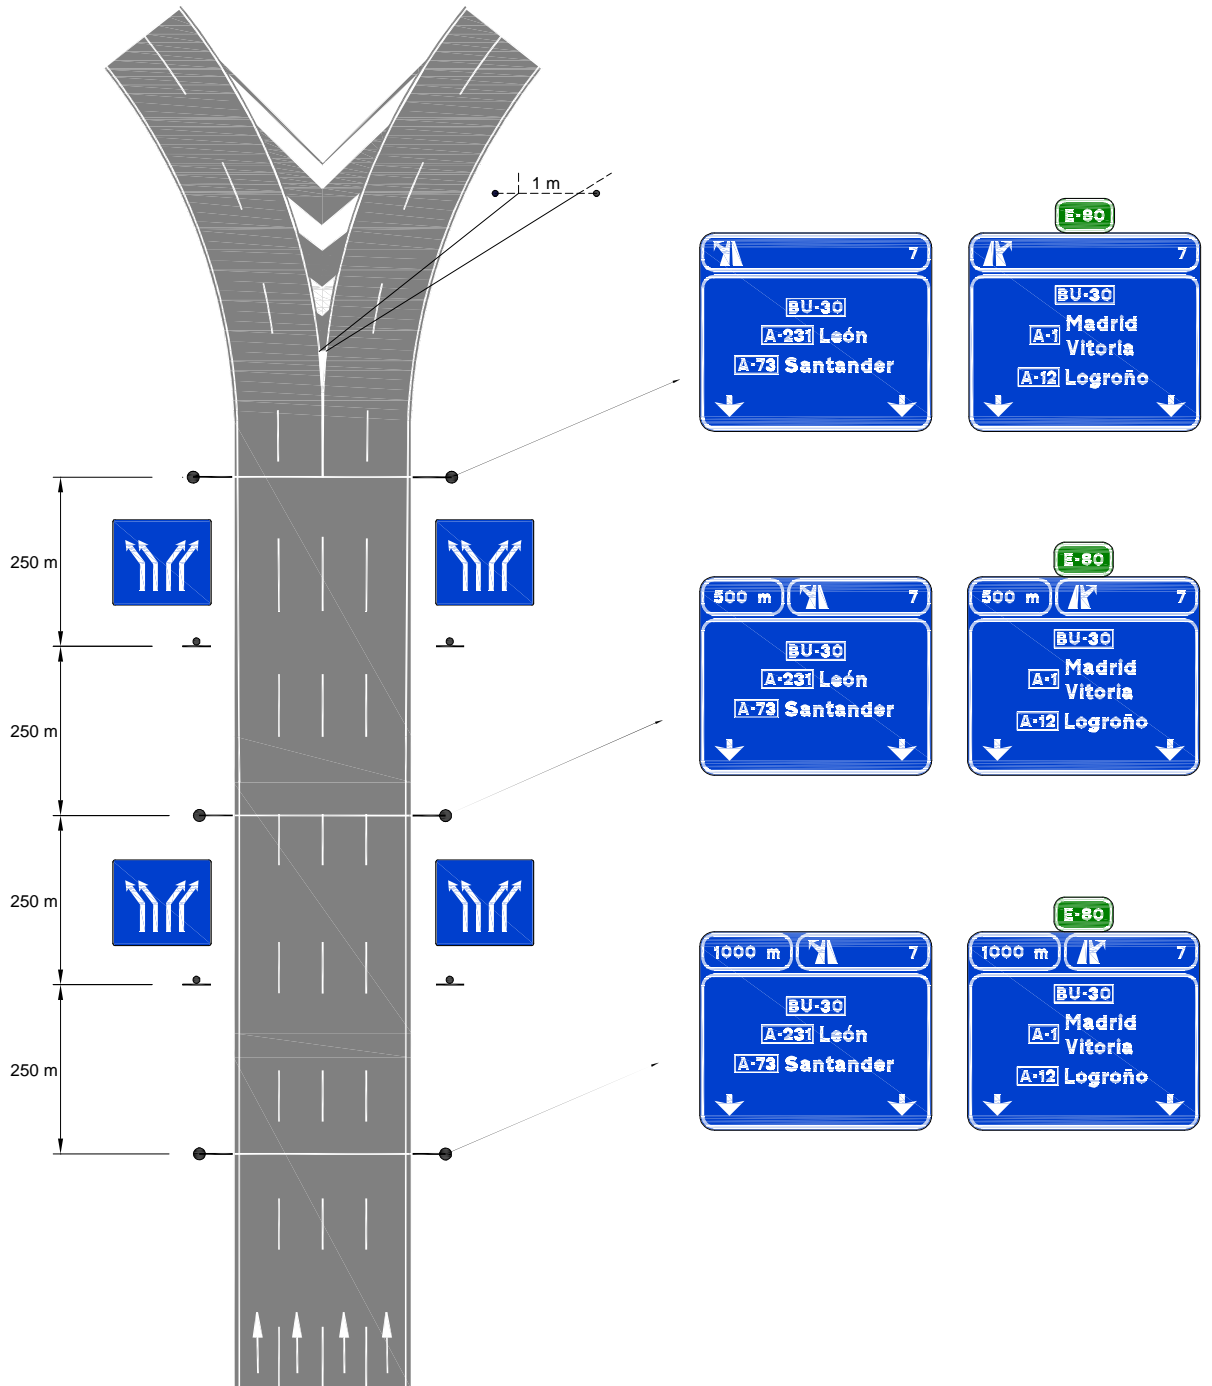 1 m
E-80
7
7
BU-30
A-231 León
A-73 Santander
BU-30
A-1 Madrid
Vitoria
A-12 Logroño
250 m
E-80
500 m 7
500 m 7
BU-30
A-231 León
A-73 Santander
BU-30
A-1 Madrid
Vitoria
A-12 Logroño
250 m
250 m
E-80
1000 m 7
1000 m 7
BU-30
A-231 León
A-73 Santander
BU-30
A-1 Madrid
Vitoria
A-12 Logroño
250 m